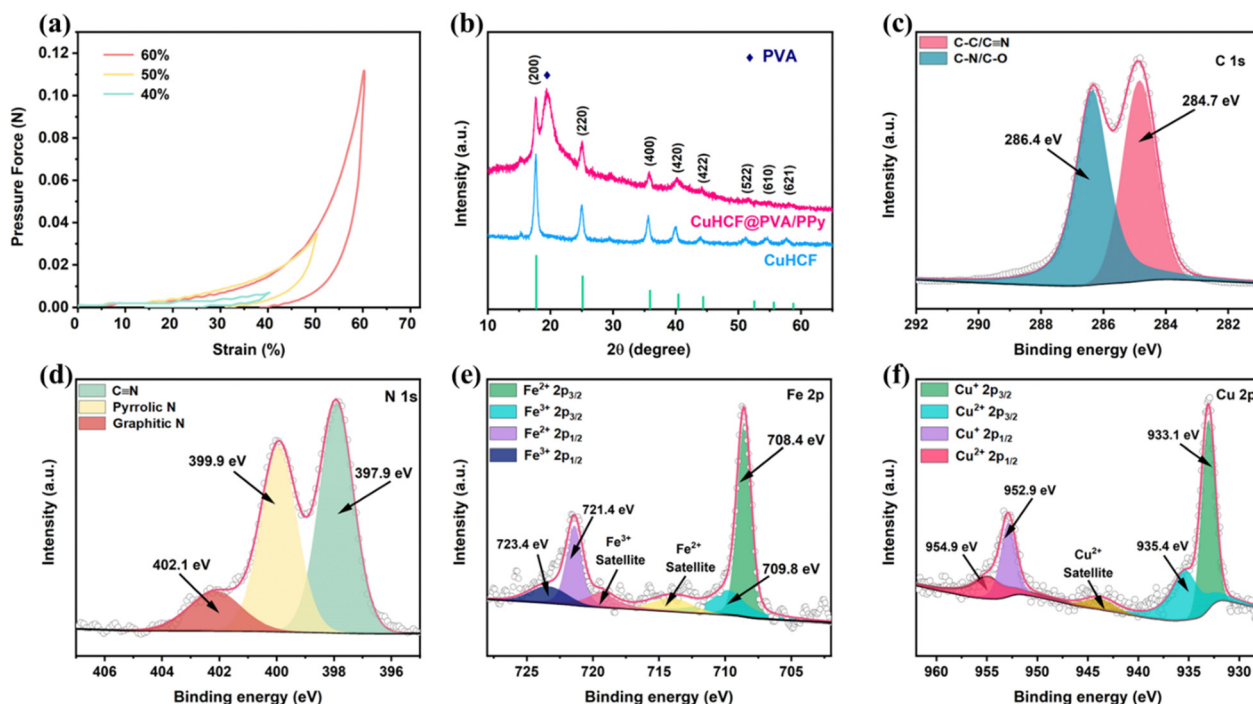 (a)
60%
50%
40%
Pressure Force (N)
0.12
0.10
0.08
0.06
0.04
0.02
0.00
0 10 20 30 40 50 60 70
Strain (%)
(b)
♦ PVA
(200)
(220)
(400)
(420)
(422)
(522)
(610)
(621)
CuHCF@PVA/PPy
CuHCF
Intensity (a.u.)
10 20 30 40 50 60
2θ (degree)
(c)
C-C/C≡N
C-N/C-O
C 1s
284.7 eV
286.4 eV
Intensity (a.u.)
292 290 288 286 284 282
Binding energy (eV)
(d)
C≡N
Pyrrolic N
Graphitic N
N 1s
399.9 eV
397.9 eV
402.1 eV
Intensity (a.u.)
406 404 402 400 398 396
Binding energy (eV)
(e)
Fe2+ 2p3/2
Fe3+ 2p3/2
Fe2+ 2p1/2
Fe3+ 2p1/2
Fe 2p
708.4 eV
721.4 eV
723.4 eV
Fe3+
Satellite
Fe2+
Satellite
709.8 eV
Intensity (a.u.)
725 720 715 710 705
Binding energy (eV)
(f)
Cu+ 2p3/2
Cu2+ 2p3/2
Cu+ 2p1/2
Cu2+ 2p1/2
Cu 2p
933.1 eV
952.9 eV
954.9 eV
Cu2+
Satellite
935.4 eV
Intensity (a.u.)
960 955 950 945 940 935 930
Binding energy (eV)